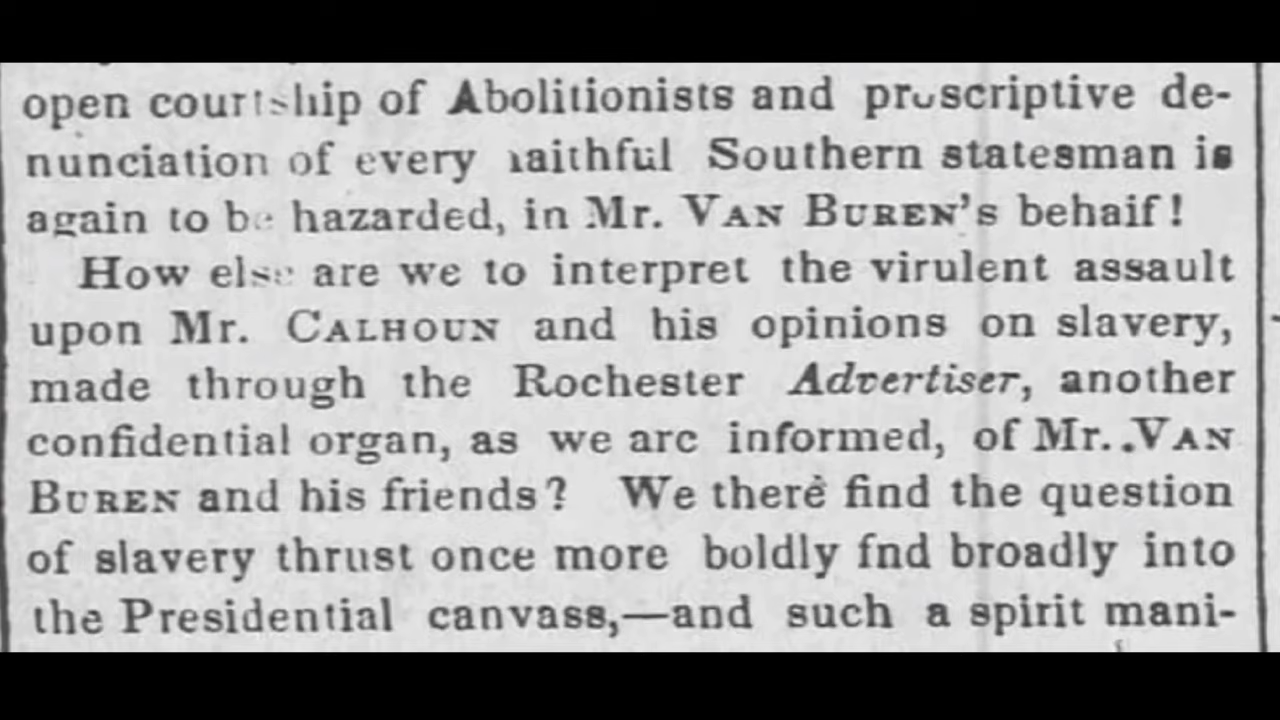 open courtship of Abolitionists and proscriptive de-
nunciation of every faithful Southern statesman is
again to be hazarded, in Mr. VAN BUREN's behaif!
How else are we to interpret the virulent assault
upon Mr. CALHOUN and his opinions on slavery,
made through the Rochester Advertiser, another
confidential organ, as we arc informed, of Mr. .VAN
BUREN and his friends? We there find the question
of slavery thrust once more boldly fnd broadly into
the Presidential canvass,—and such a spirit mani-